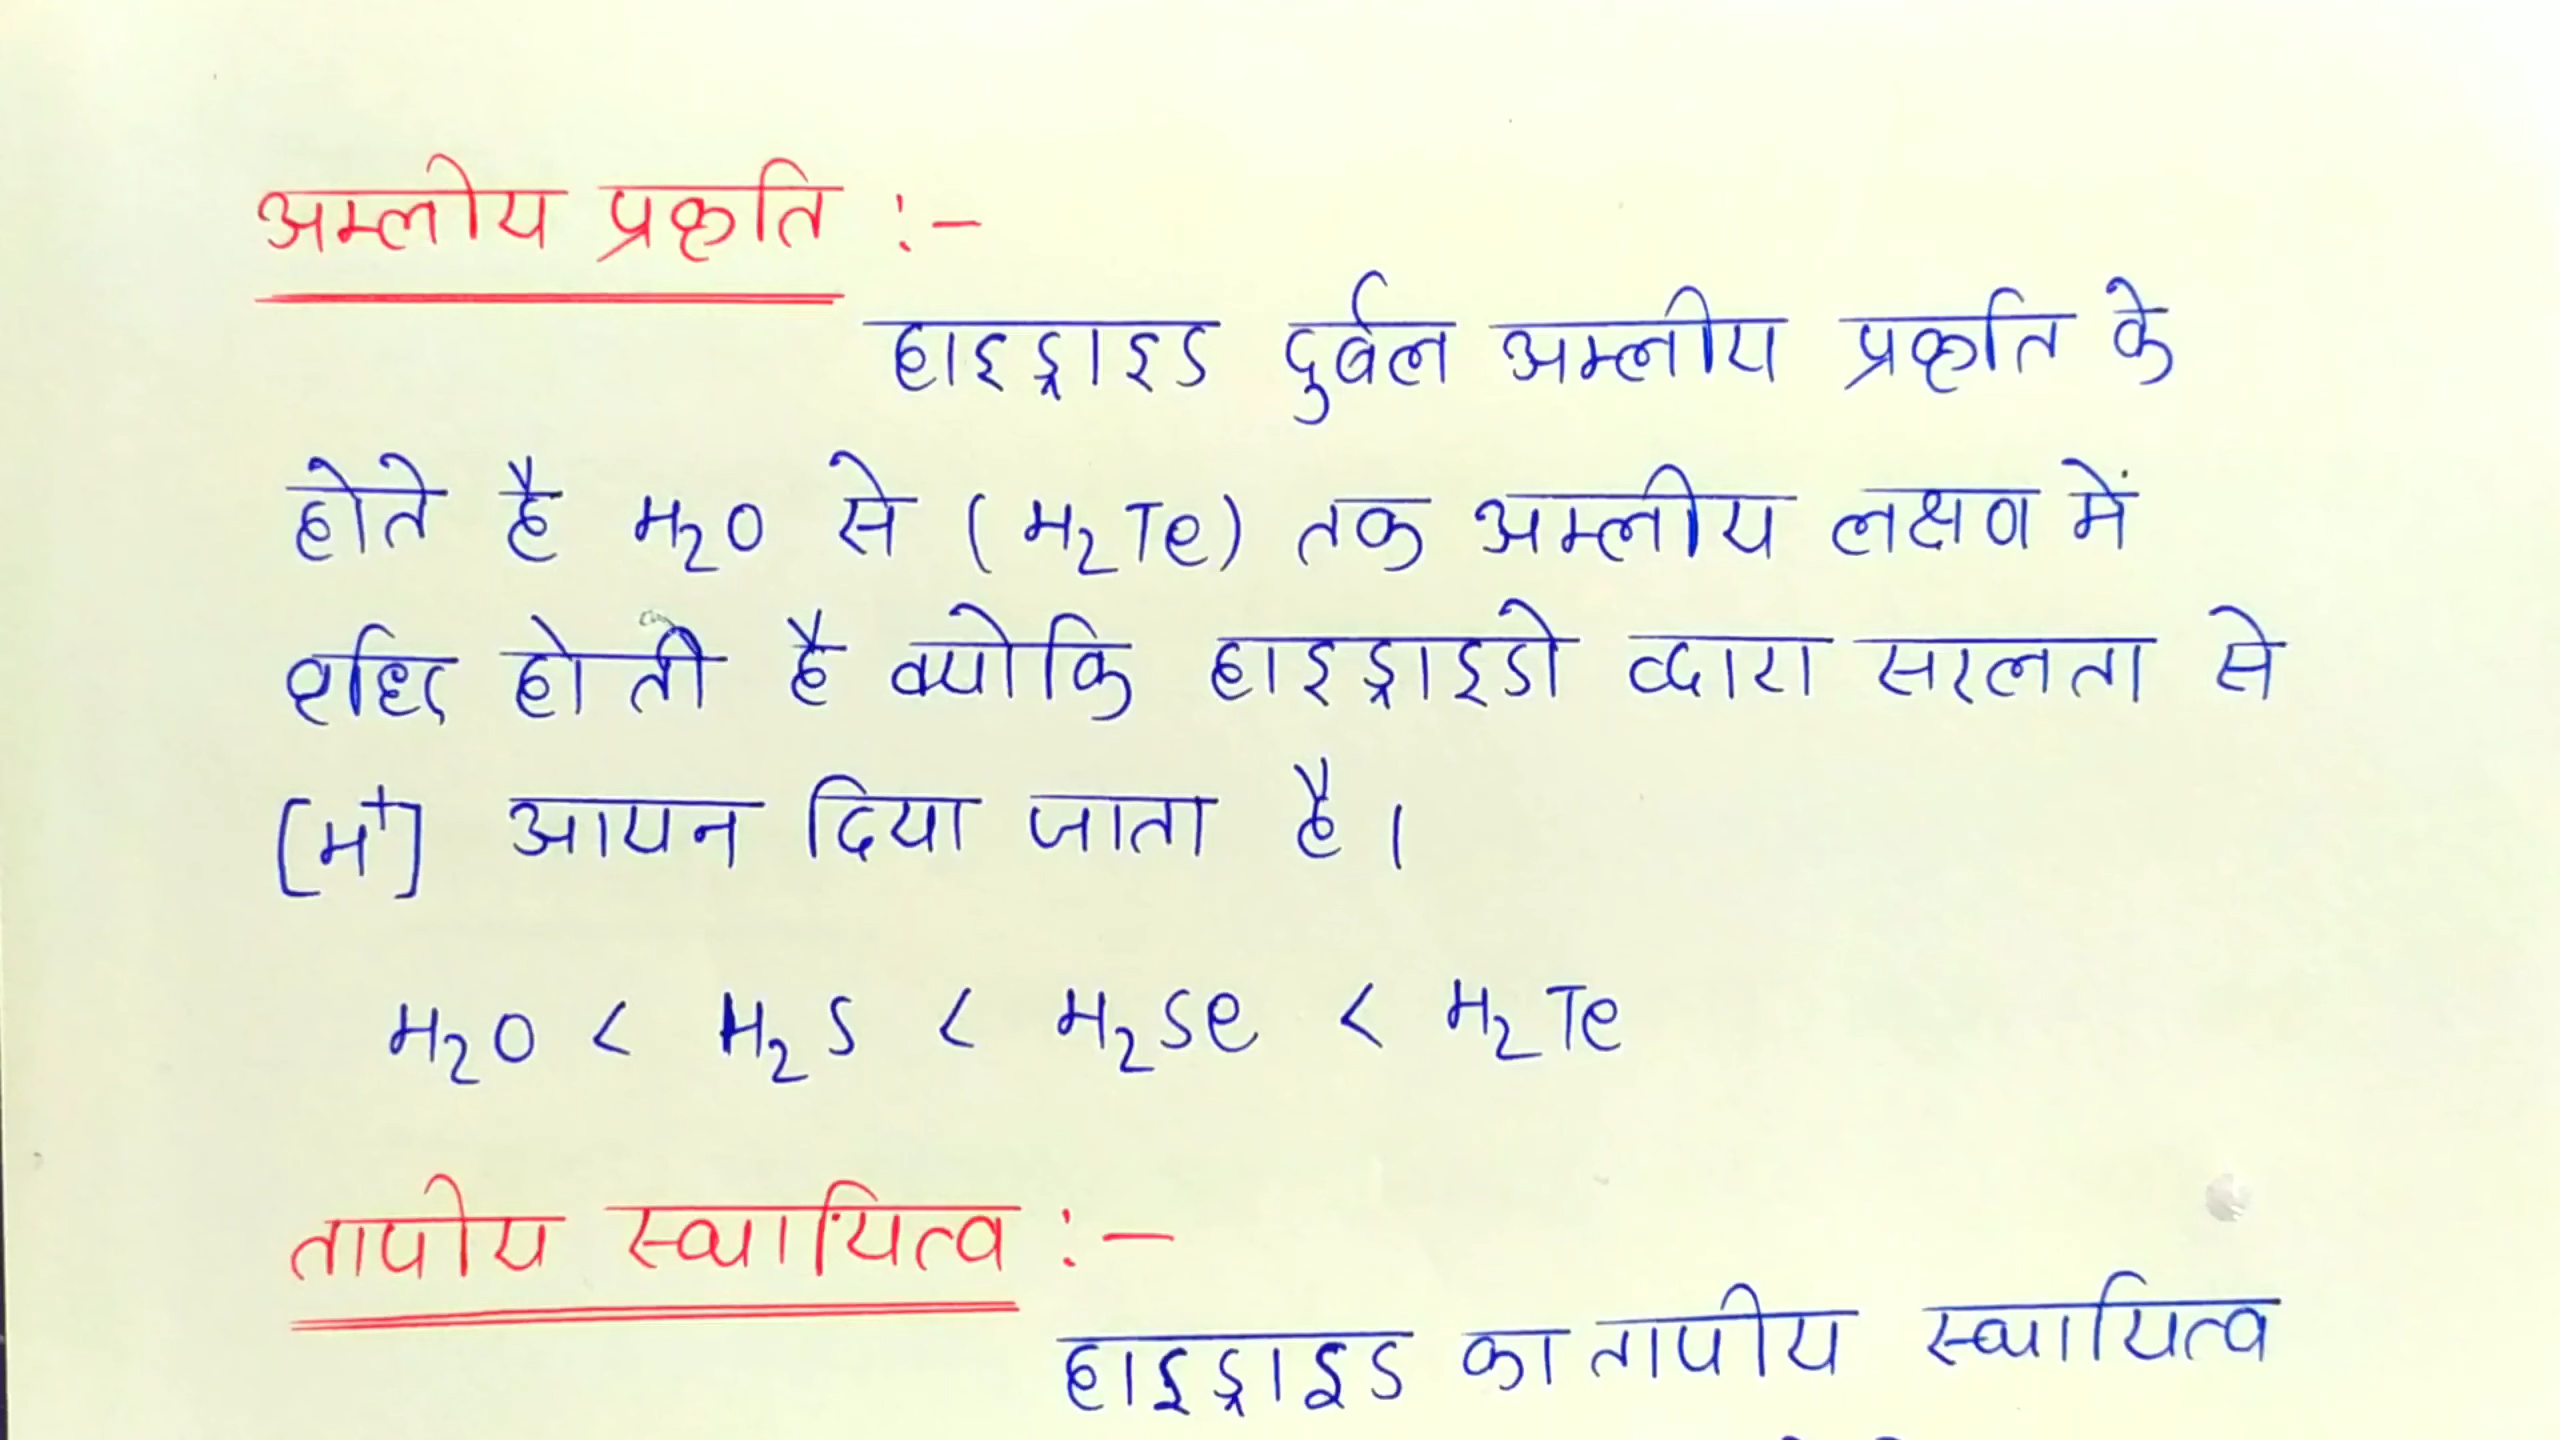 अम्लीय प्रकृति :-
हाइड्राइड दुर्बल अम्लीय प्रकृति के
होते है H₂O से (H₂Te) तक अम्लीय लक्षण में
वृद्धि होती है क्योकि हाइड्राइडो द्वारा सरलता से
[H⁺] आयन दिया जाता है।
H₂O < H₂S < H₂Se < H₂Te
तापीय स्थायित्व :-
हाइड्राइड का तापीय स्थायित्व